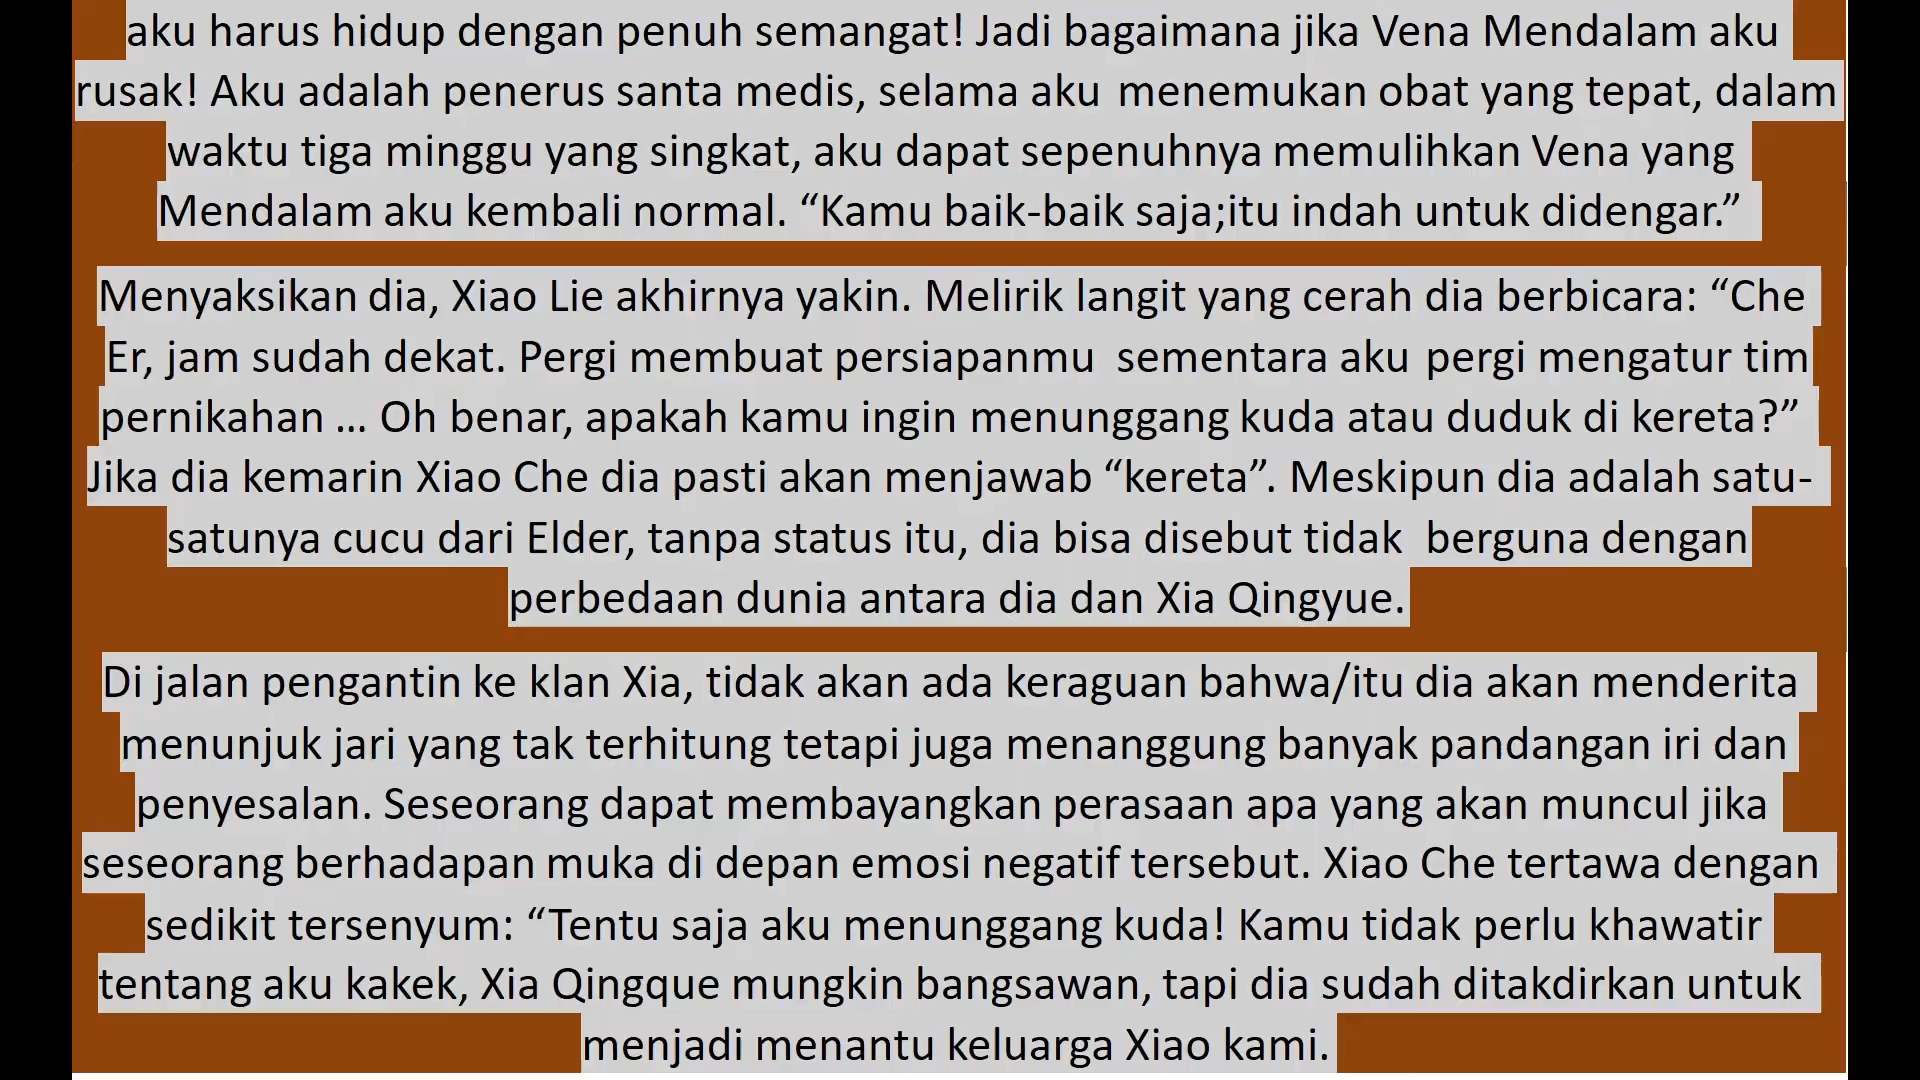 aku harus hidup dengan penuh semangat! Jadi bagaimana jika Vena Mendalam aku
rusak! Aku adalah penerus santa medis, selama aku menemukan obat yang tepat, dalam
waktu tiga minggu yang singkat, aku dapat sepenuhnya memulihkan Vena yang
Mendalam aku kembali normal. “Kamu baik-baik saja;itu indah untuk didengar.”
Menyaksikan dia, Xiao Lie akhirnya yakin. Melirik langit yang cerah dia berbicara: “Che
Er, jam sudah dekat. Pergi membuat persiapanmu sementara aku pergi mengatur tim
pernikahan ... Oh benar, apakah kamu ingin menunggang kuda atau duduk di kereta?”
Jika dia kemarin Xiao Che dia pasti akan menjawab “kereta”. Meskipun dia adalah satu-
satunya cucu dari Elder, tanpa status itu, dia bisa disebut tidak berguna dengan
perbedaan dunia antara dia dan Xia Qingyue.
Di jalan pengantin ke klan Xia, tidak akan ada keraguan bahwa/itu dia akan menderita
menunjuk jari yang tak terhitung tetapi juga menanggung banyak pandangan iri dan
penyesalan. Seseorang dapat membayangkan perasaan apa yang akan muncul jika
seseorang berhadapan muka di depan emosi negatif tersebut. Xiao Che tertawa dengan
sedikit tersenyum: “Tentu saja aku menunggang kuda! Kamu tidak perlu khawatir
tentang aku kakek, Xia Qingque mungkin bangsawan, tapi dia sudah ditakdirkan untuk
menjadi menantu keluarga Xiao kami.